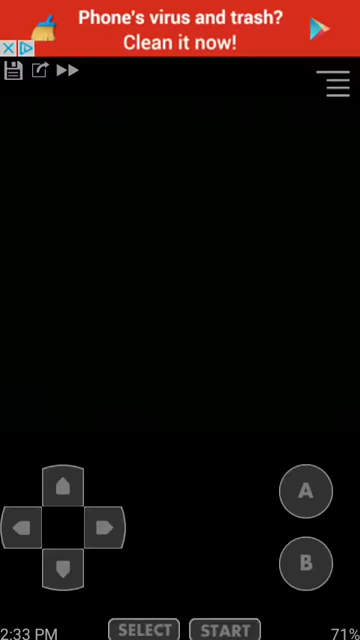 Phone's virus and trash?
Clean it now!
A
B
SELECT START
2:33 PM 71%